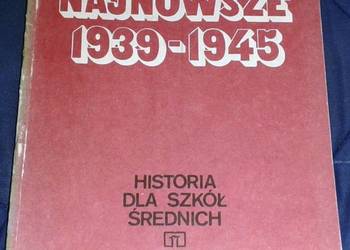 NAJNOWSZE
1939-1945
HISTORIA
DLA SZKÓŁ
ŚREDNICH